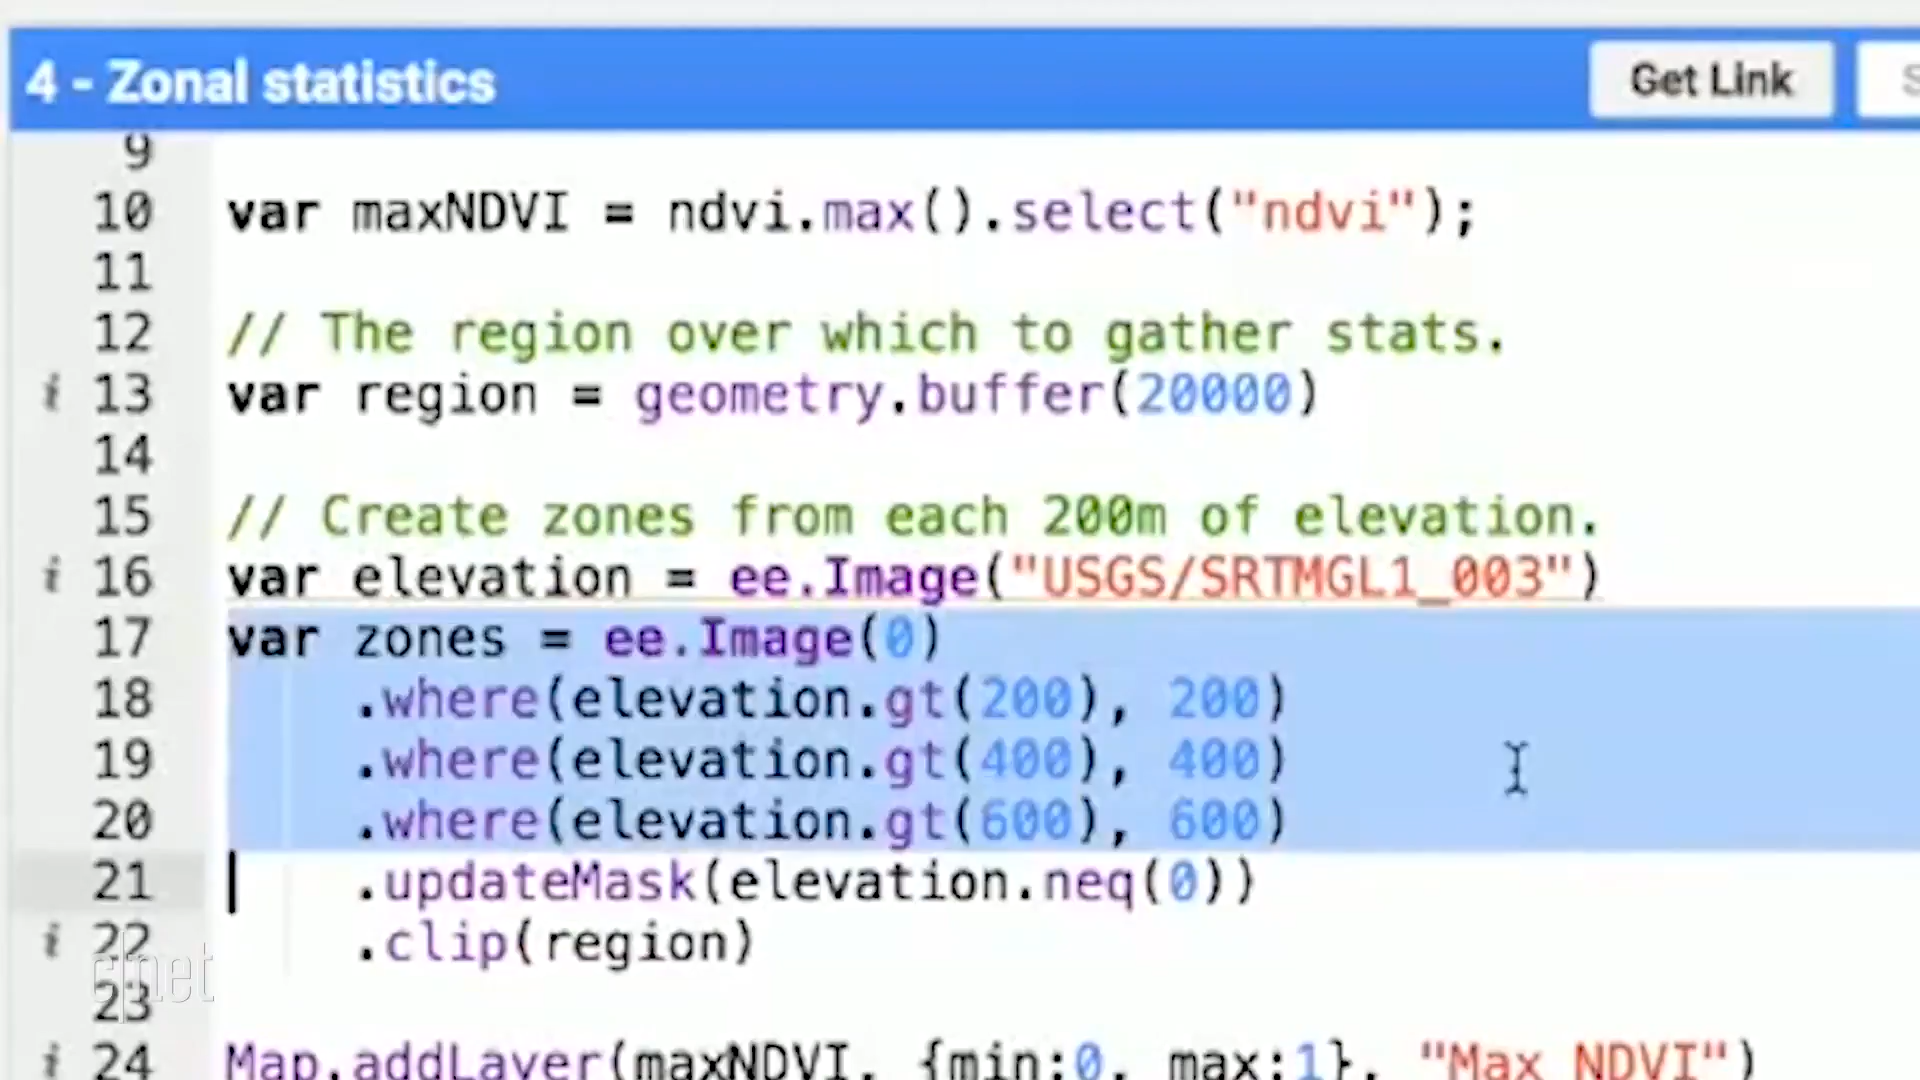 4 - Zonal statistics Get Link S
9
10 var maxNDVI = ndvi.max().select("ndvi");
11
12 // The region over which to gather stats.
i 13 var region = geometry.buffer(20000)
14
15 // Create zones from each 200m of elevation.
i 16 var elevation = ee.Image("USGS/SRTMGL1_003")
17 var zones = ee.Image(0)
18 .where(elevation.gt(200), 200)
19 .where(elevation.gt(400), 400)
20 .where(elevation.gt(600), 600)
21 .updateMask(elevation.neq(0))
i 22 .clip(region)
c|net
23
i 24 Map.addLayer(maxNDVI, {min:0, max:1}, "Max NDVI")